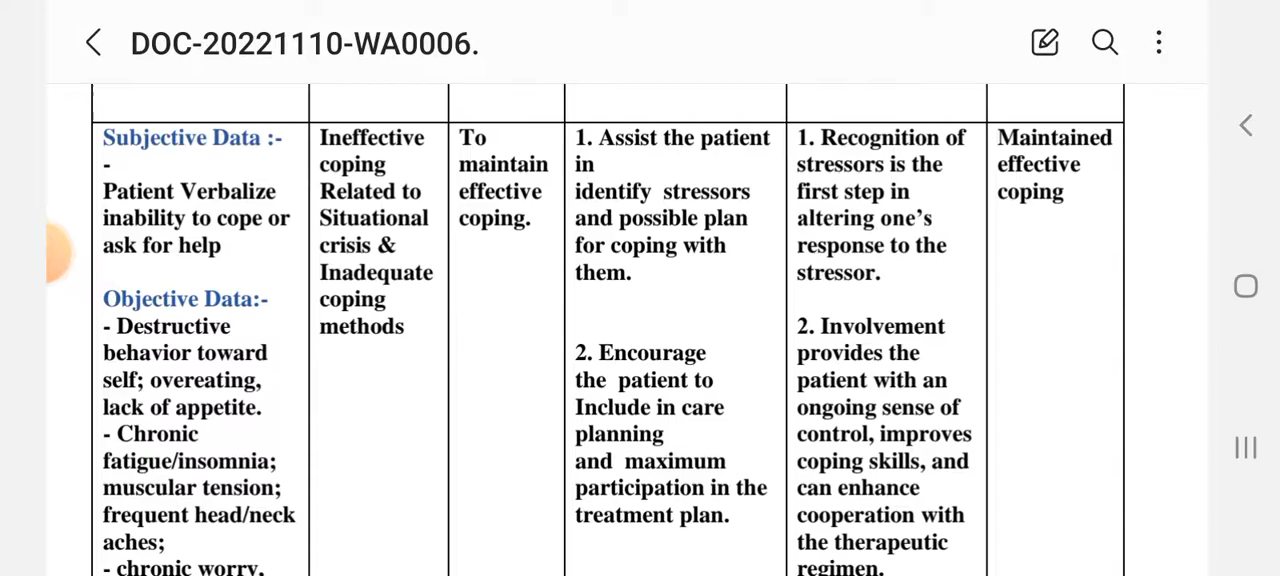 DOC-20221110-WA0006.
Subjective Data :-
-
Patient Verbalize
inability to cope or
ask for help
Objective Data:-
- Destructive
behavior toward
self; overeating,
lack of appetite.
- Chronic
fatigue/insomnia;
muscular tension;
frequent head/neck
aches;
- chronic worry,
Ineffective
coping
Related to
Situational
crisis &
Inadequate
coping
methods
To
maintain
effective
coping.
1. Assist the patient
in
identify stressors
and possible plan
for coping with
them.
2. Encourage
the patient to
Include in care
planning
and maximum
participation in the
treatment plan.
1. Recognition of
stressors is the
first step in
altering one’s
response to the
stressor.
2. Involvement
provides the
patient with an
ongoing sense of
control, improves
coping skills, and
can enhance
cooperation with
the therapeutic
regimen.
Maintained
effective
coping